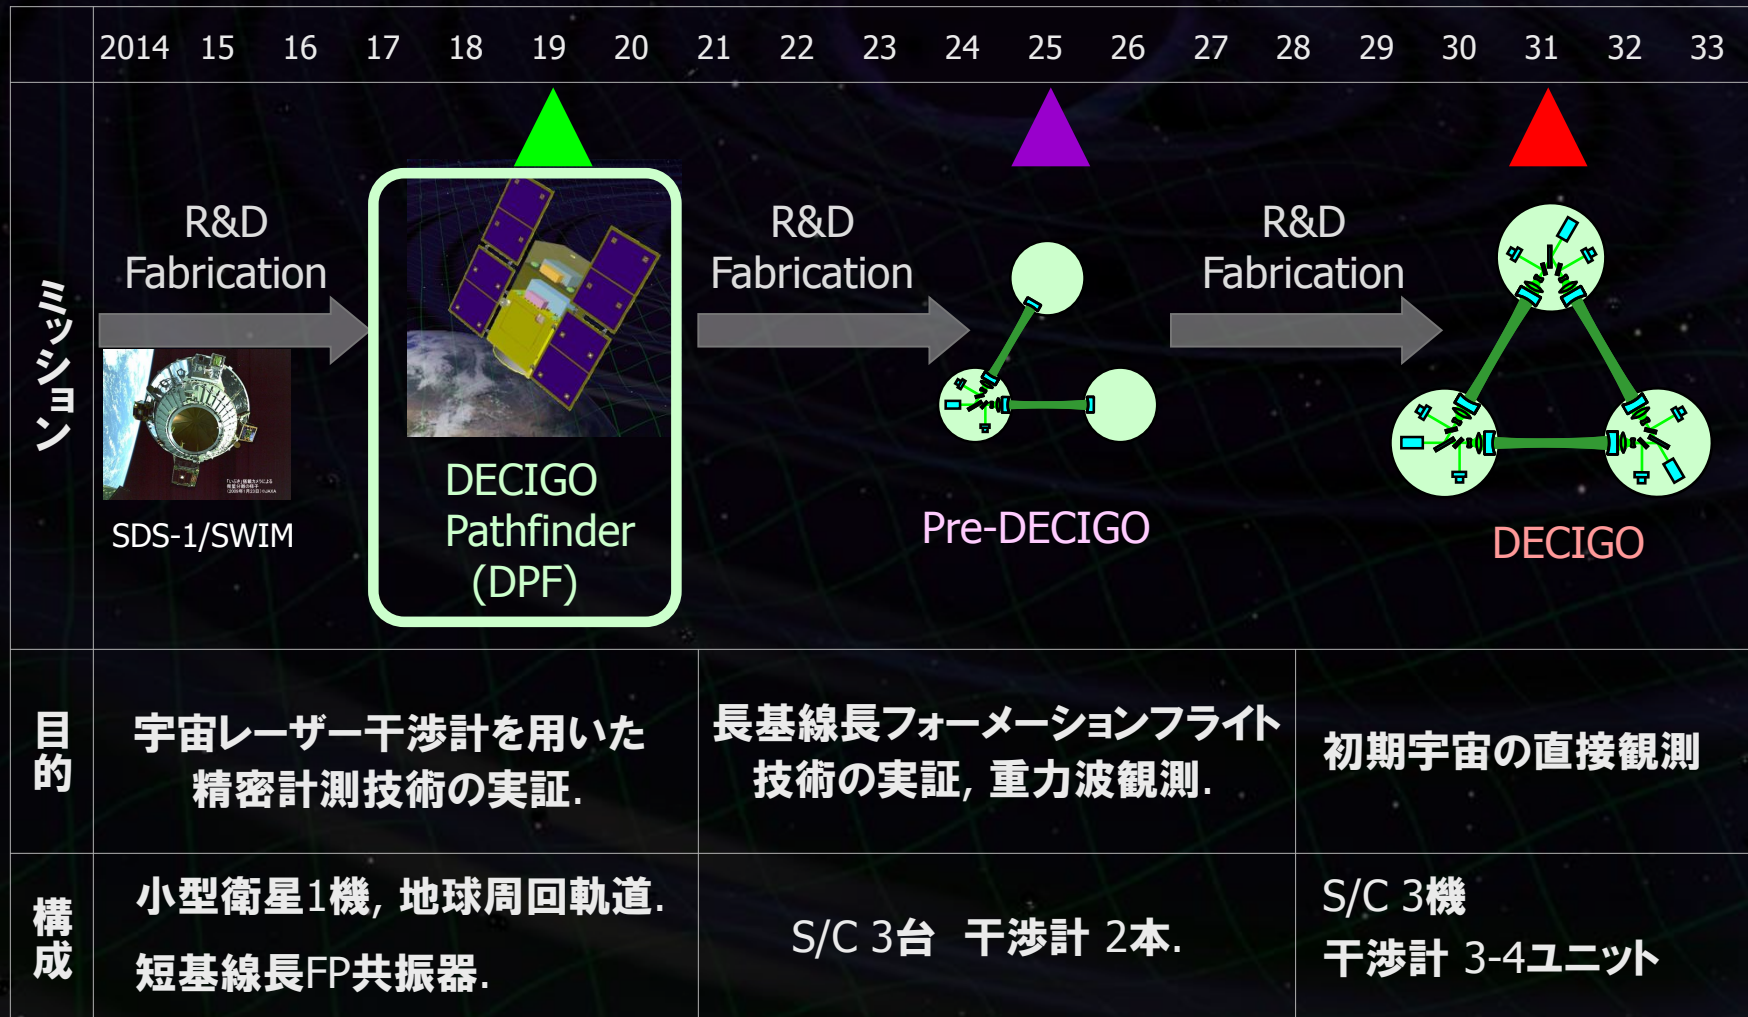 2014 15 16 17 18 19 20 21 22 23 24 25 26 27 28 29 30 31 32 33
ミッション
R&D
Fabrication
SDS-1/SWIM
DECIGO
Pathfinder
(DPF)
R&D
Fabrication
Pre-DECIGO
R&D
Fabrication
DECIGO
目的
宇宙レーザー干渉計を用いた
精密計測技術の実証.
長基線長フォーメーションフライト
技術の実証, 重力波観測.
初期宇宙の直接観測
構成
小型衛星1機, 地球周回軌道.
短基線長FP共振器.
S/C 3台 干渉計 2本.
S/C 3機
干渉計 3-4ユニット